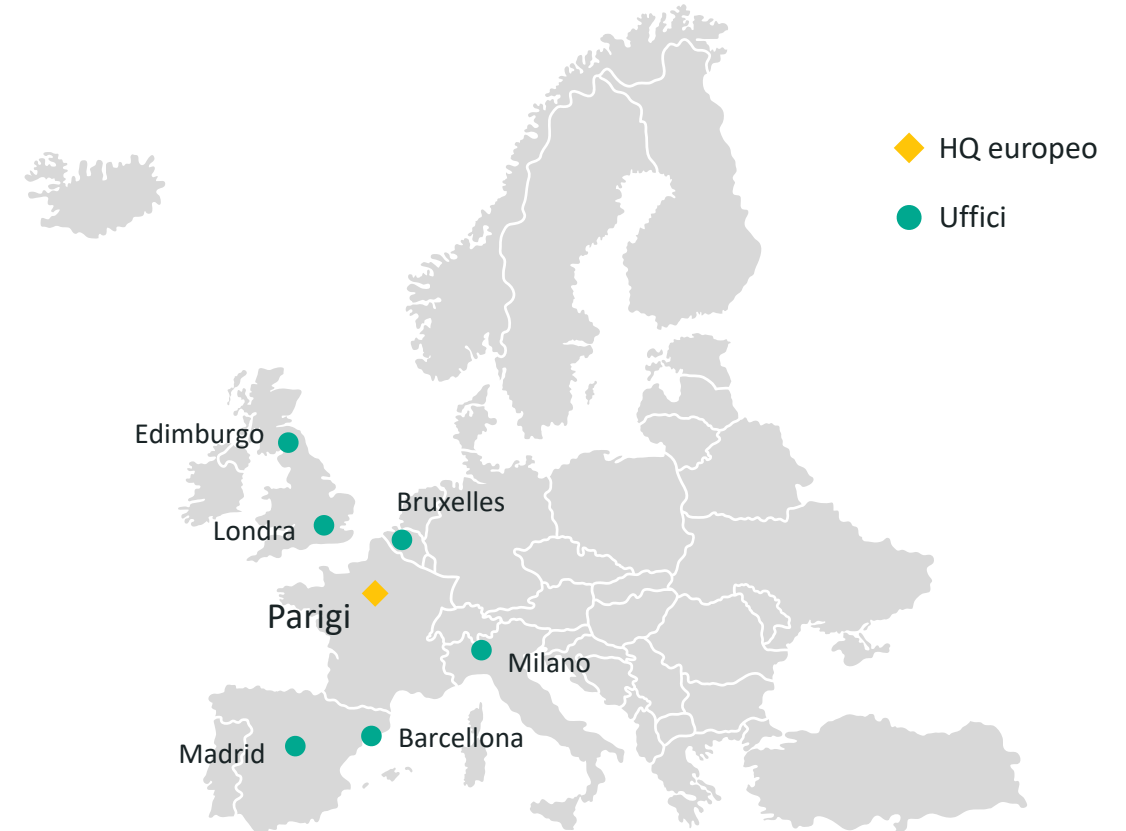 HQ europeo
Uffici
Edimburgo
Bruxelles
Londra
Parigi
Milano
Barcellona
Madrid